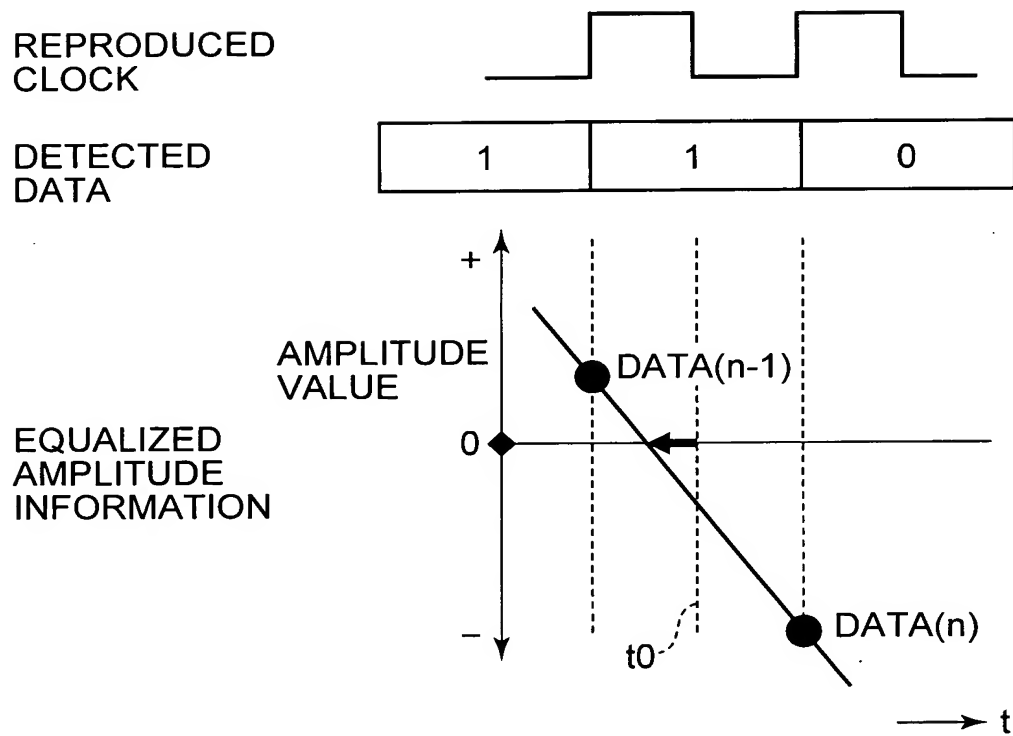 REPRODUCED
CLOCK
DETECTED
DATA
1 1 0
+
AMPLITUDE
VALUE
DATA(n-1)
EQUALIZED
AMPLITUDE
INFORMATION
0
−
t0
DATA(n)
t